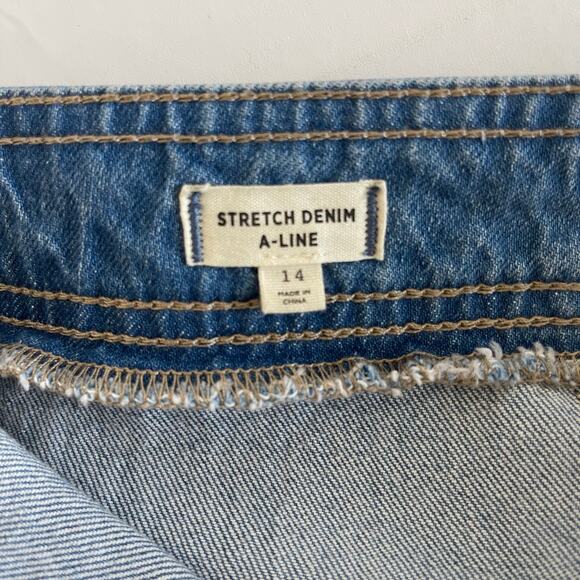 STRETCH DENIM
A-LINE
14
MADE IN
CHINA